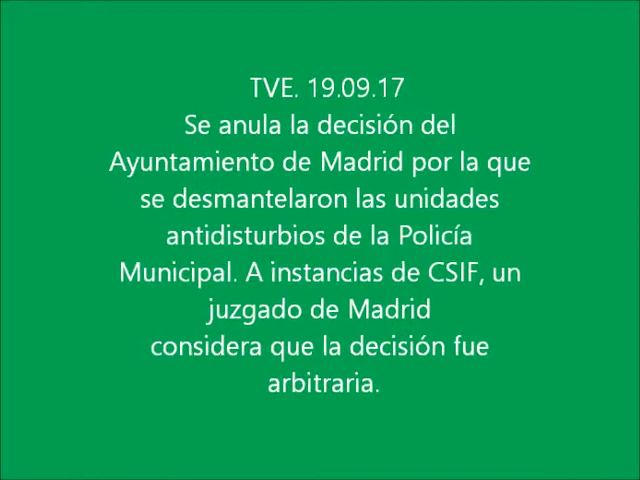 TVE. 19.09.17
Se anula la decisión del
Ayuntamiento de Madrid por la que
se desmantelaron las unidades
antidisturbios de la Policía
Municipal. A instancias de CSIF, un
juzgado de Madrid
considera que la decisión fue
arbitraria.